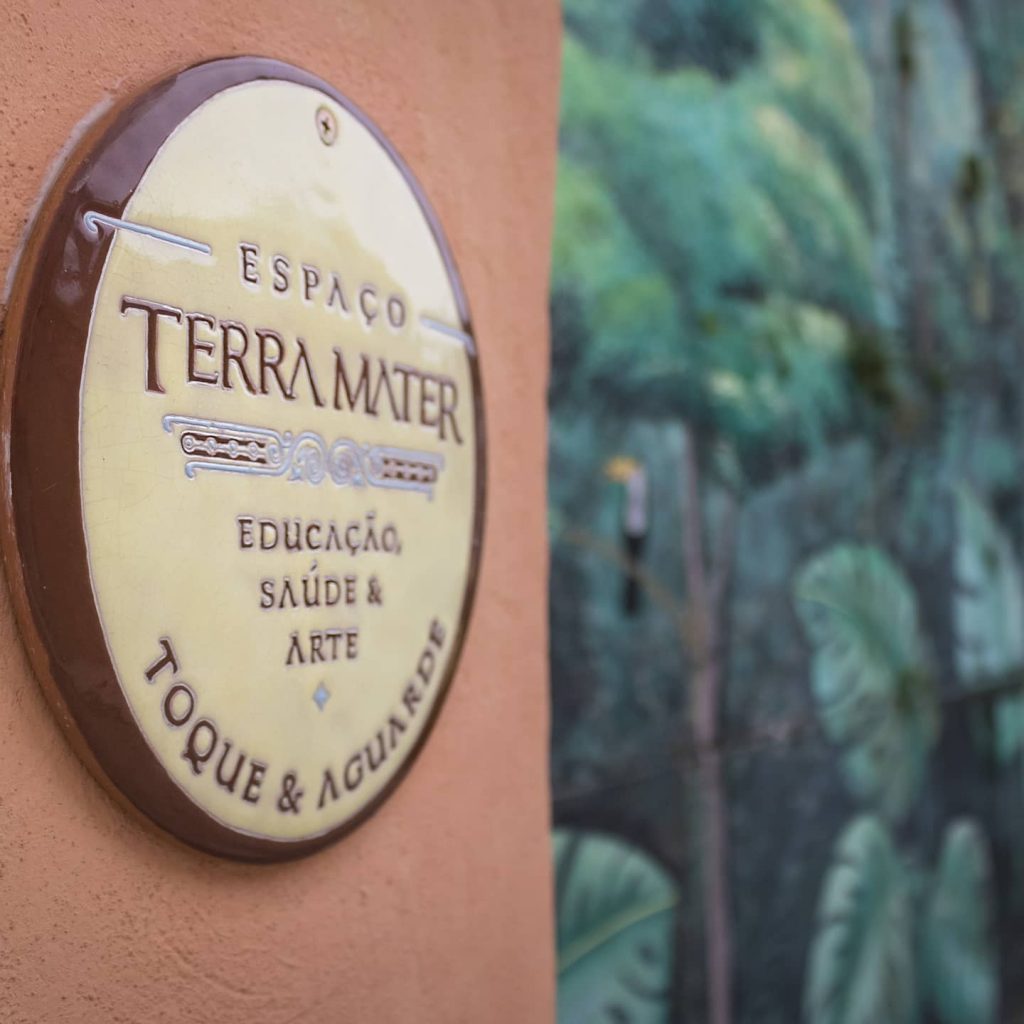 ESPAÇO
TERRA MATER
EDUCAÇÃO,
SAÚDE &
ARTE
TOQUE & AGUARDE